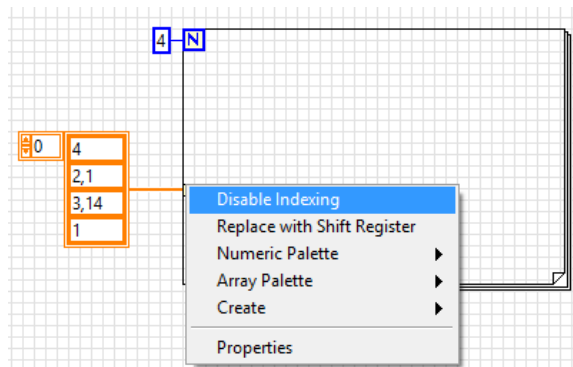 4 N
0 4
2,1
3,14
1
Disable Indexing
Replace with Shift Register
Numeric Palette
Array Palette
Create
Properties